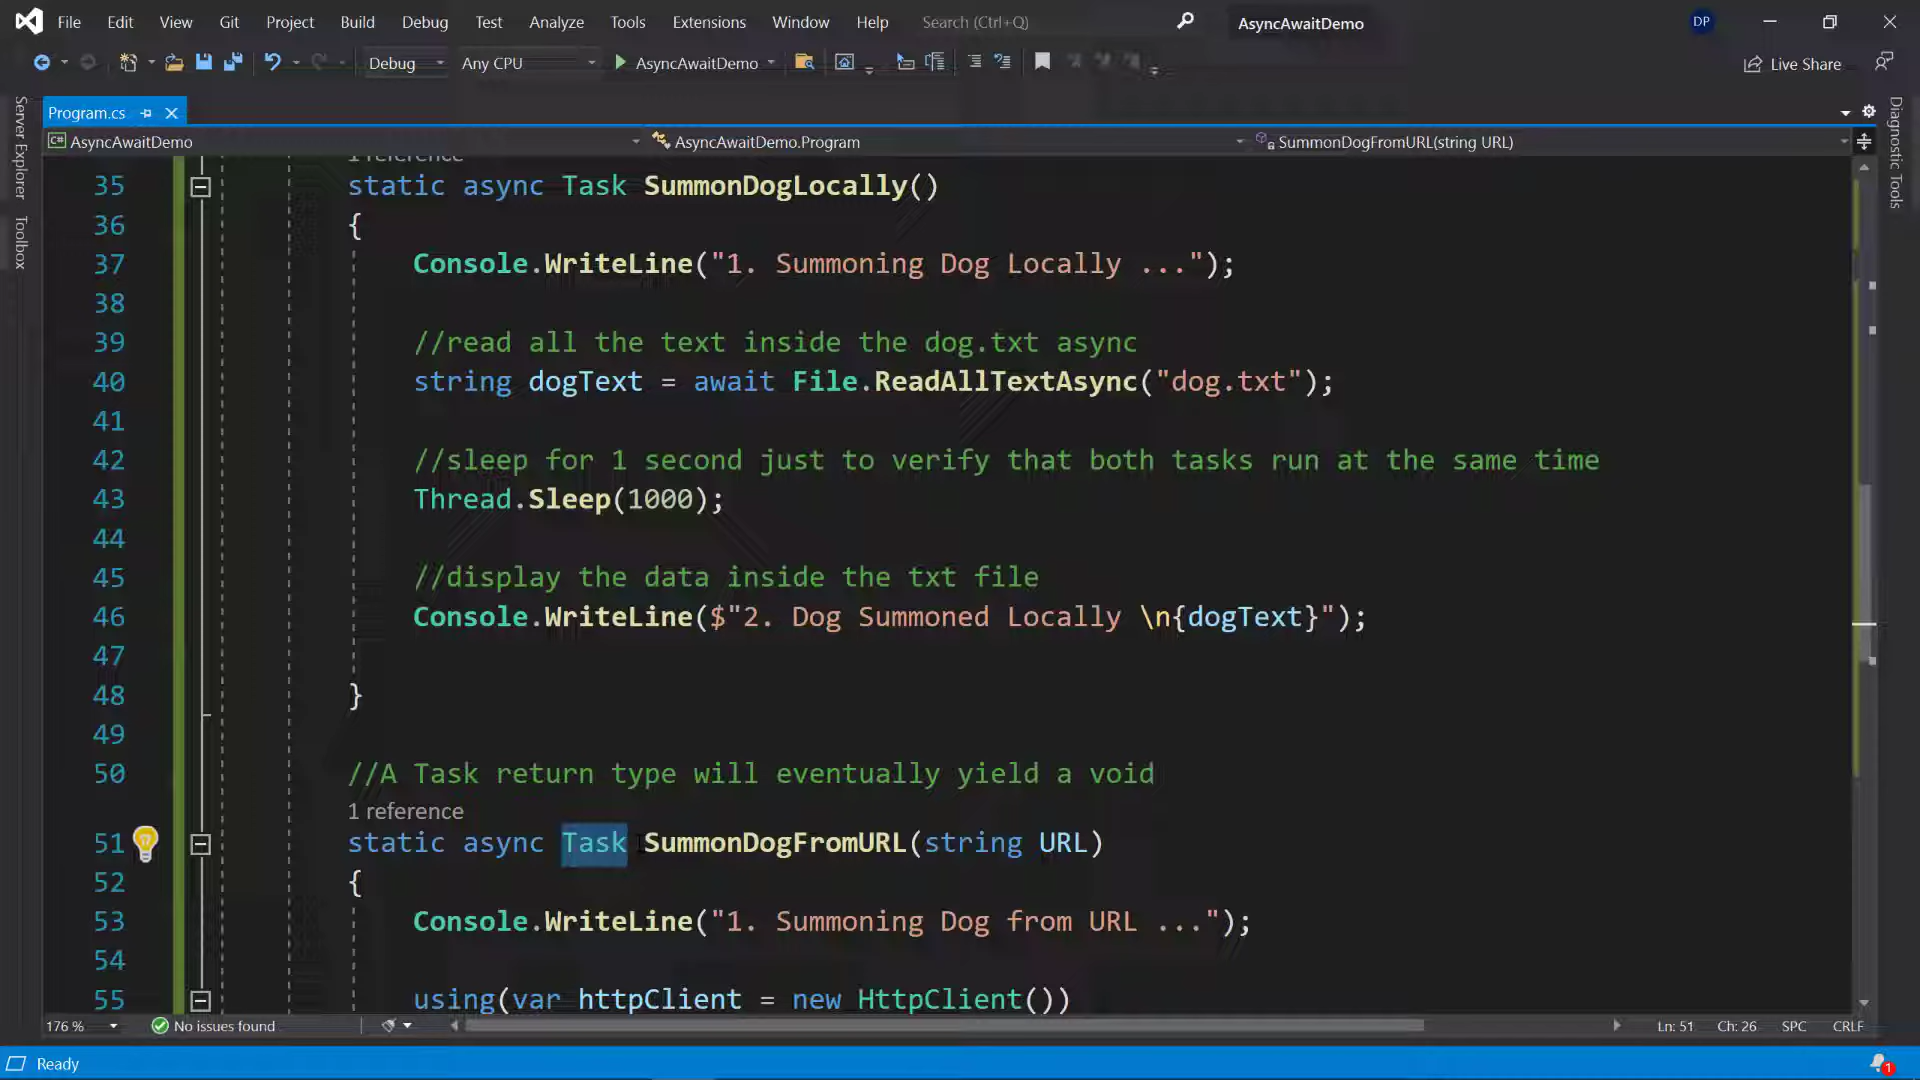 File Edit View Git Project Build Debug Test Analyze Tools Extensions Window Help Search (Ctrl+Q) AsyncAwaitDemo DP
Debug Any CPU AsyncAwaitDemo Live Share
Program.cs
AsyncAwaitDemo AsyncAwaitDemo.Program SummonDogFromURL(string URL)
Server Explorer
Toolbox
Diagnostic Tools
1 reference
35 static async Task SummonDogLocally()
36 {
37 Console.WriteLine("1. Summoning Dog Locally ...");
38
39 //read all the text inside the dog.txt async
40 string dogText = await File.ReadAllTextAsync("dog.txt");
41
42 //sleep for 1 second just to verify that both tasks run at the same time
43 Thread.Sleep(1000);
44
45 //display the data inside the txt file
46 Console.WriteLine($"2. Dog Summoned Locally \n{dogText}");
47
48 }
49
50 //A Task return type will eventually yield a void
1 reference
51 static async Task SummonDogFromURL(string URL)
52 {
53 Console.WriteLine("1. Summoning Dog from URL ...");
54
55 using(var httpClient = new HttpClient())
176 % No issues found Ln: 51 Ch: 26 SPC CRLF
Ready 1